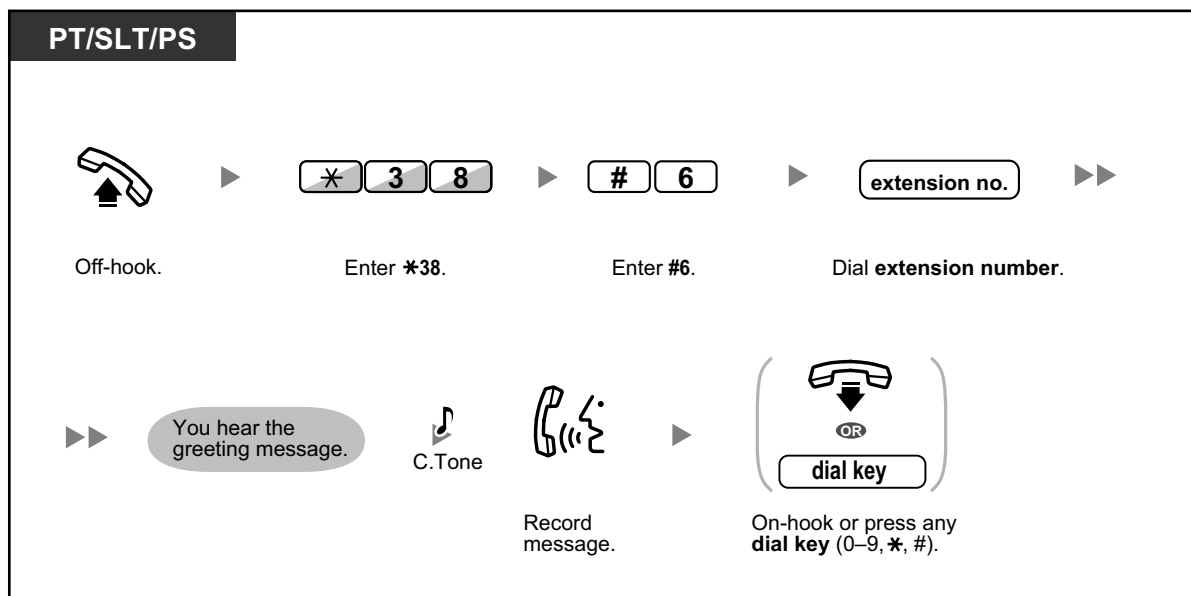 PT/SLT/PS
✳ 3 8
# 6
extension no.
Off-hook.
Enter ✳38.
Enter #6.
Dial extension number.
You hear the
greeting message.
C.Tone
OR
dial key
Record
message.
On-hook or press any
dial key (0–9, ✳, #).